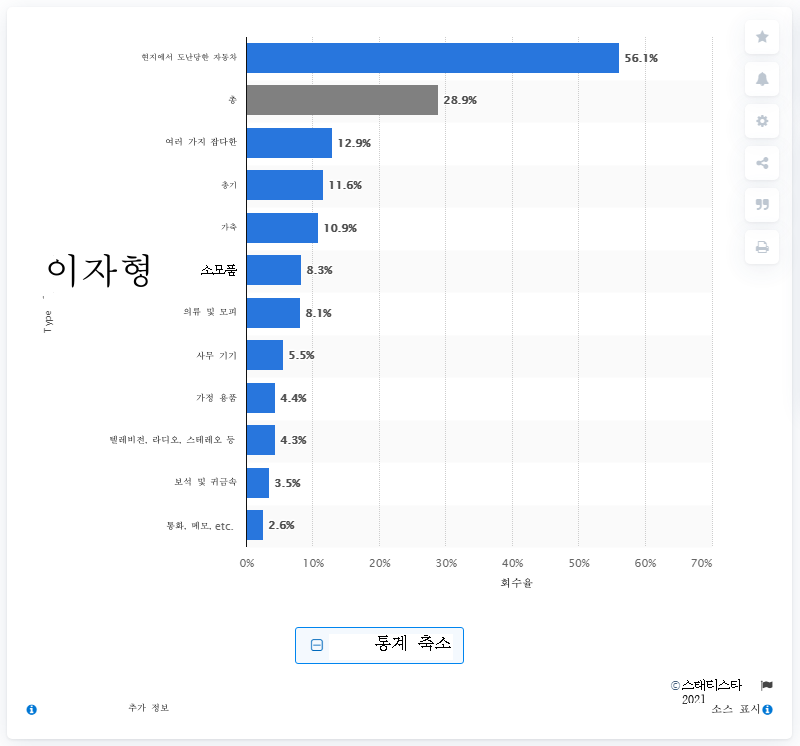 현지에서 도난당한 자동차
56.1%
총
28.9%
여러 가지 잡다한
12.9%
총기
11.6%
가축
10.9%
이자형
소모품
8.3%
Type
의류 및 모피
8.1%
사무 기기
5.5%
가정 용품
4.4%
텔레비전, 라디오, 스테레오 등
4.3%
보석 및 귀금속
3.5%
통화, 메모, etc.
2.6%
0% 10% 20% 30% 40% 50% 60% 70%
회수율
통계 축소
© 스태티스타
2021
추가 정보
소스 표시